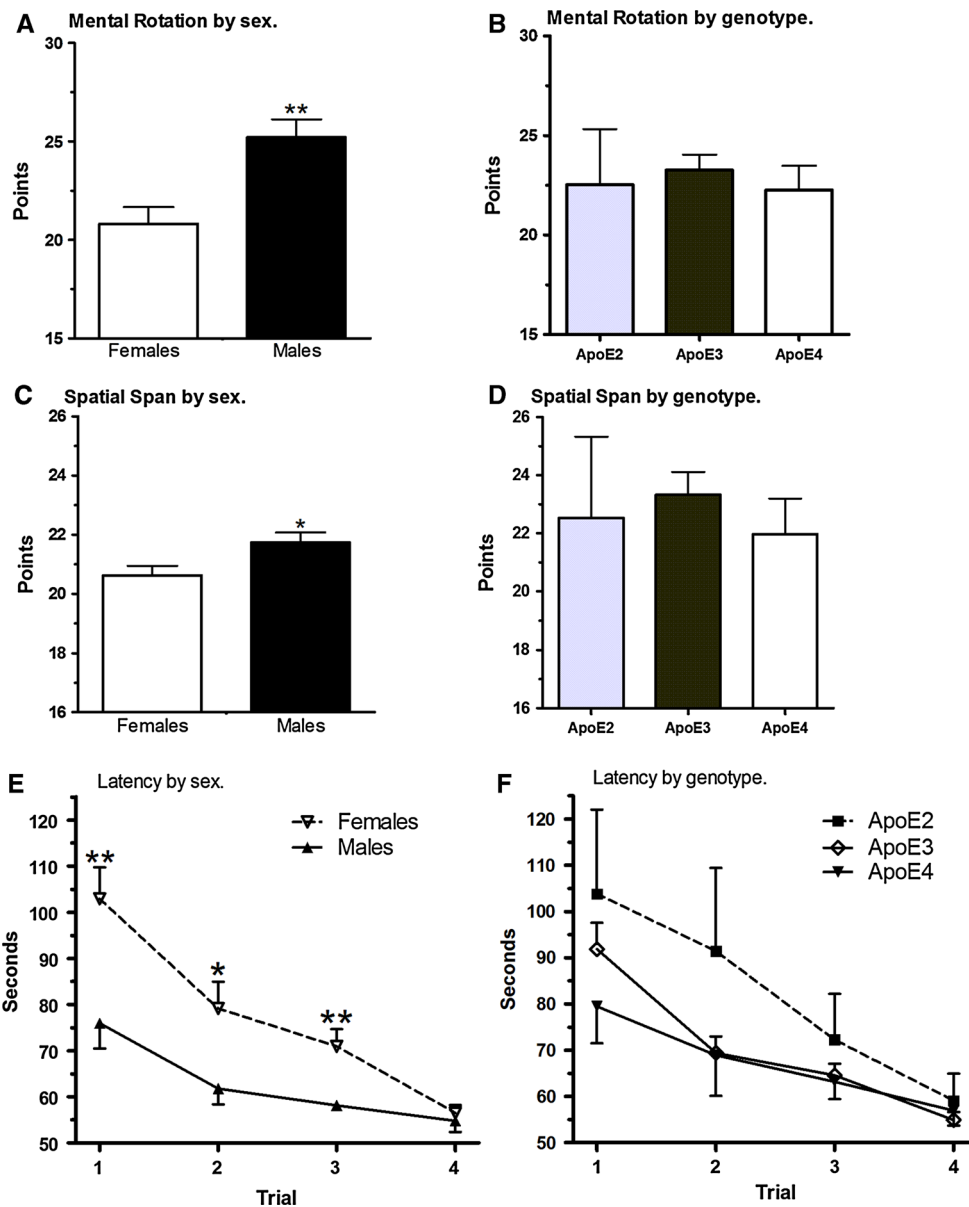 A Mental Rotation by sex.
30
25
20
15
Points
**
Females Males
B Mental Rotation by genotype.
30
25
20
15
Points
ApoE2 ApoE3 ApoE4
C Spatial Span by sex.
26
24
22
20
18
16
Points
*
Females Males
D Spatial Span by genotype.
26
24
22
20
18
16
Points
ApoE2 ApoE3 ApoE4
E Latency by sex.
120
110
100
90
80
70
60
50
Seconds
Females
Males
**
*
**
1 2 3 4
Trial
F Latency by genotype.
120
110
100
90
80
70
60
50
Seconds
ApoE2
ApoE3
ApoE4
1 2 3 4
Trial